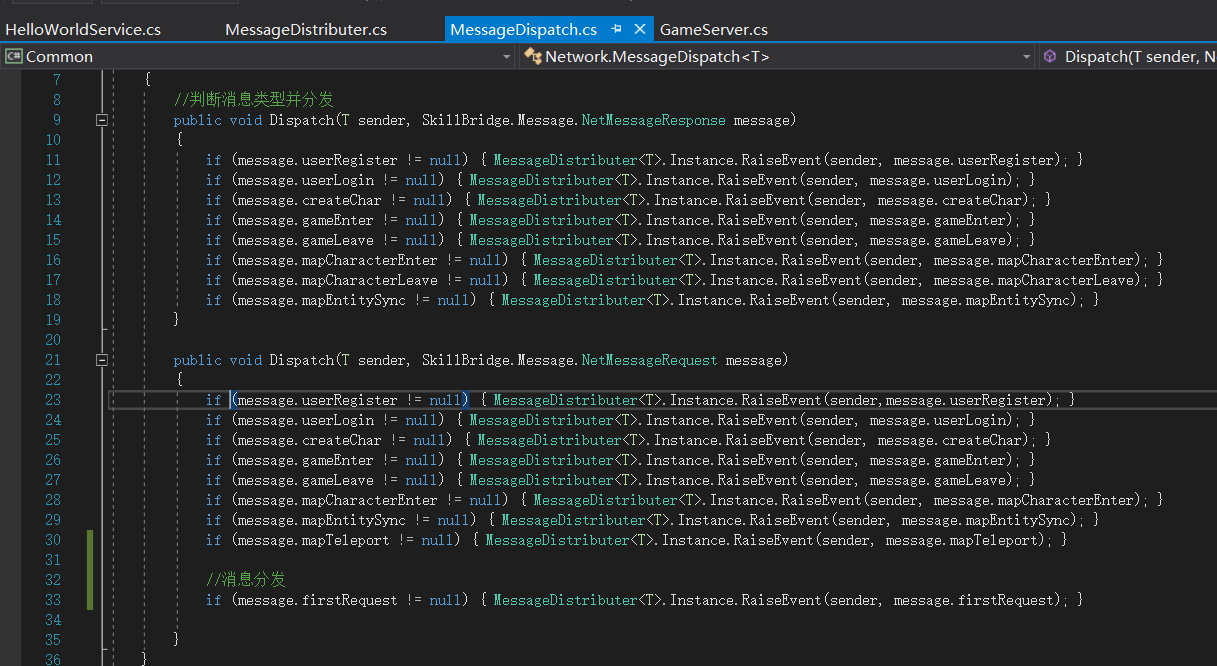 HelloWorldService.cs MessageDistributer.cs MessageDispatch.cs GameServer.cs
C# Common Network.MessageDispatch<T> Dispatch(T sender, N
7 {
8 //判断消息类型并分发
9 public void Dispatch(T sender, SkillBridge.Message.NetMessageResponse message)
10 {
11 if (message.userRegister != null) { MessageDistributer<T>.Instance.RaiseEvent(sender, message.userRegister); }
12 if (message.userLogin != null) { MessageDistributer<T>.Instance.RaiseEvent(sender, message.userLogin); }
13 if (message.createChar != null) { MessageDistributer<T>.Instance.RaiseEvent(sender, message.createChar); }
14 if (message.gameEnter != null) { MessageDistributer<T>.Instance.RaiseEvent(sender, message.gameEnter); }
15 if (message.gameLeave != null) { MessageDistributer<T>.Instance.RaiseEvent(sender, message.gameLeave); }
16 if (message.mapCharacterEnter != null) { MessageDistributer<T>.Instance.RaiseEvent(sender, message.mapCharacterEnter); }
17 if (message.mapCharacterLeave != null) { MessageDistributer<T>.Instance.RaiseEvent(sender, message.mapCharacterLeave); }
18 if (message.mapEntitySync != null) { MessageDistributer<T>.Instance.RaiseEvent(sender, message.mapEntitySync); }
19 }
20
21 public void Dispatch(T sender, SkillBridge.Message.NetMessageRequest message)
22 {
23 if (message.userRegister != null) { MessageDistributer<T>.Instance.RaiseEvent(sender,message.userRegister); }
24 if (message.userLogin != null) { MessageDistributer<T>.Instance.RaiseEvent(sender, message.userLogin); }
25 if (message.createChar != null) { MessageDistributer<T>.Instance.RaiseEvent(sender, message.createChar); }
26 if (message.gameEnter != null) { MessageDistributer<T>.Instance.RaiseEvent(sender, message.gameEnter); }
27 if (message.gameLeave != null) { MessageDistributer<T>.Instance.RaiseEvent(sender, message.gameLeave); }
28 if (message.mapCharacterEnter != null) { MessageDistributer<T>.Instance.RaiseEvent(sender, message.mapCharacterEnter); }
29 if (message.mapEntitySync != null) { MessageDistributer<T>.Instance.RaiseEvent(sender, message.mapEntitySync); }
30 if (message.mapTeleport != null) { MessageDistributer<T>.Instance.RaiseEvent(sender, message.mapTeleport); }
31
32 //消息分发
33 if (message.firstRequest != null) { MessageDistributer<T>.Instance.RaiseEvent(sender, message.firstRequest); }
34
35 }
36 }